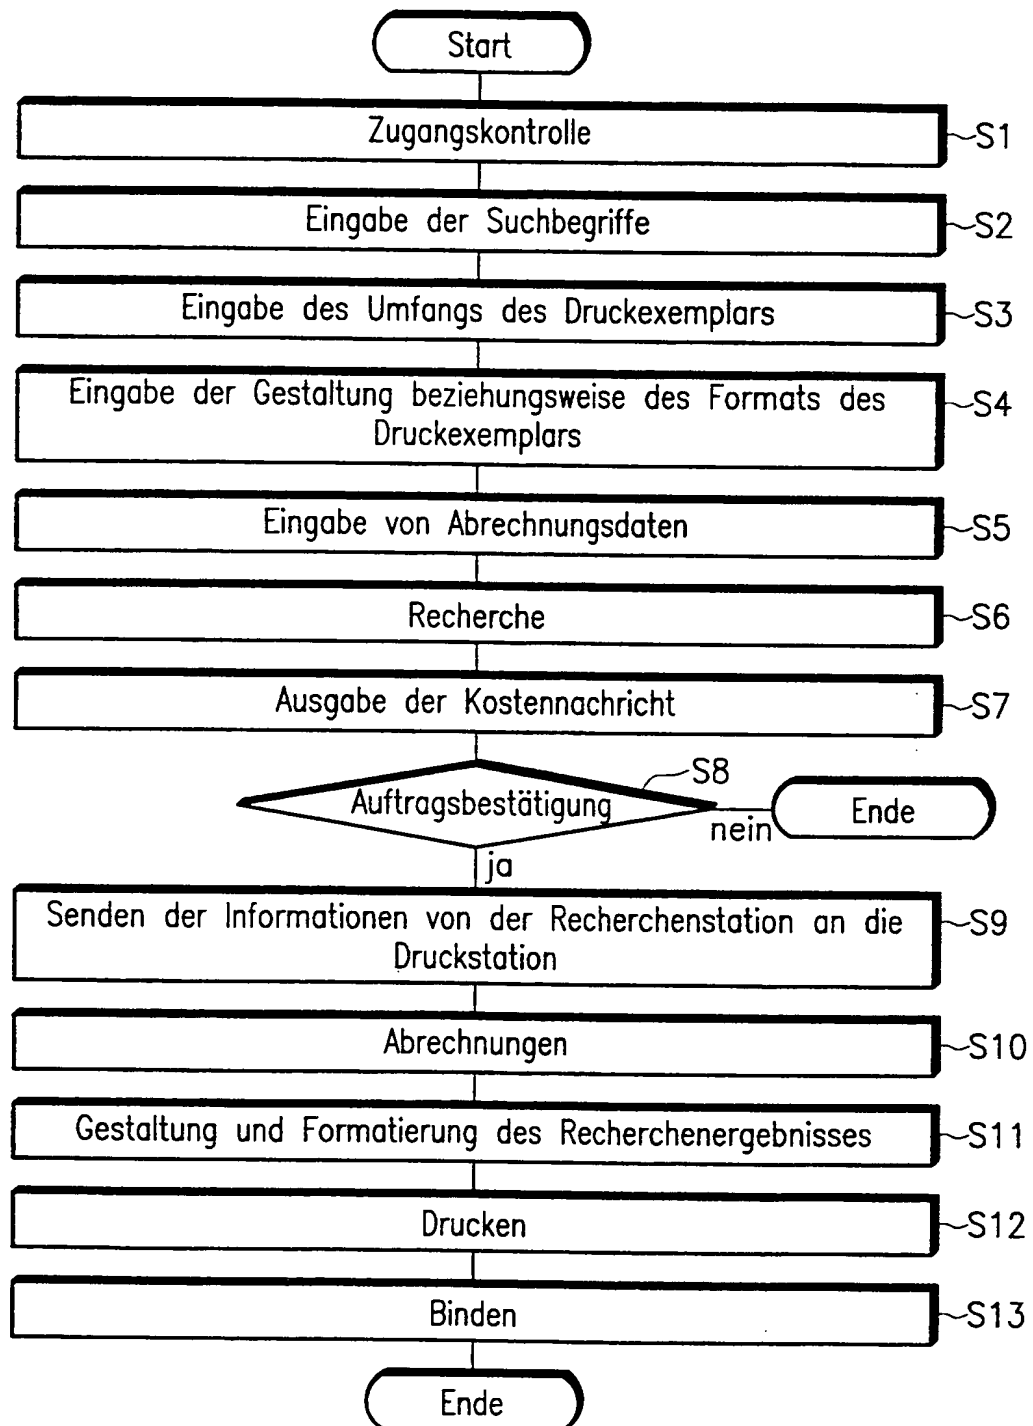 Start
Zugangskontrolle
S1
Eingabe der Suchbegriffe
S2
Eingabe des Umfangs des Druckexemplars
S3
Eingabe der Gestaltung beziehungsweise des Formats des
Druckexemplars
S4
Eingabe von Abrechnungsdaten
S5
Recherche
S6
Ausgabe der Kostennachricht
S7
S8
Auftragsbestätigung
nein
Ende
ja
Senden der Informationen von der Recherchenstation an die
Druckstation
S9
Abrechnungen
S10
Gestaltung und Formatierung des Recherchenergebnisses
S11
Drucken
S12
Binden
S13
Ende